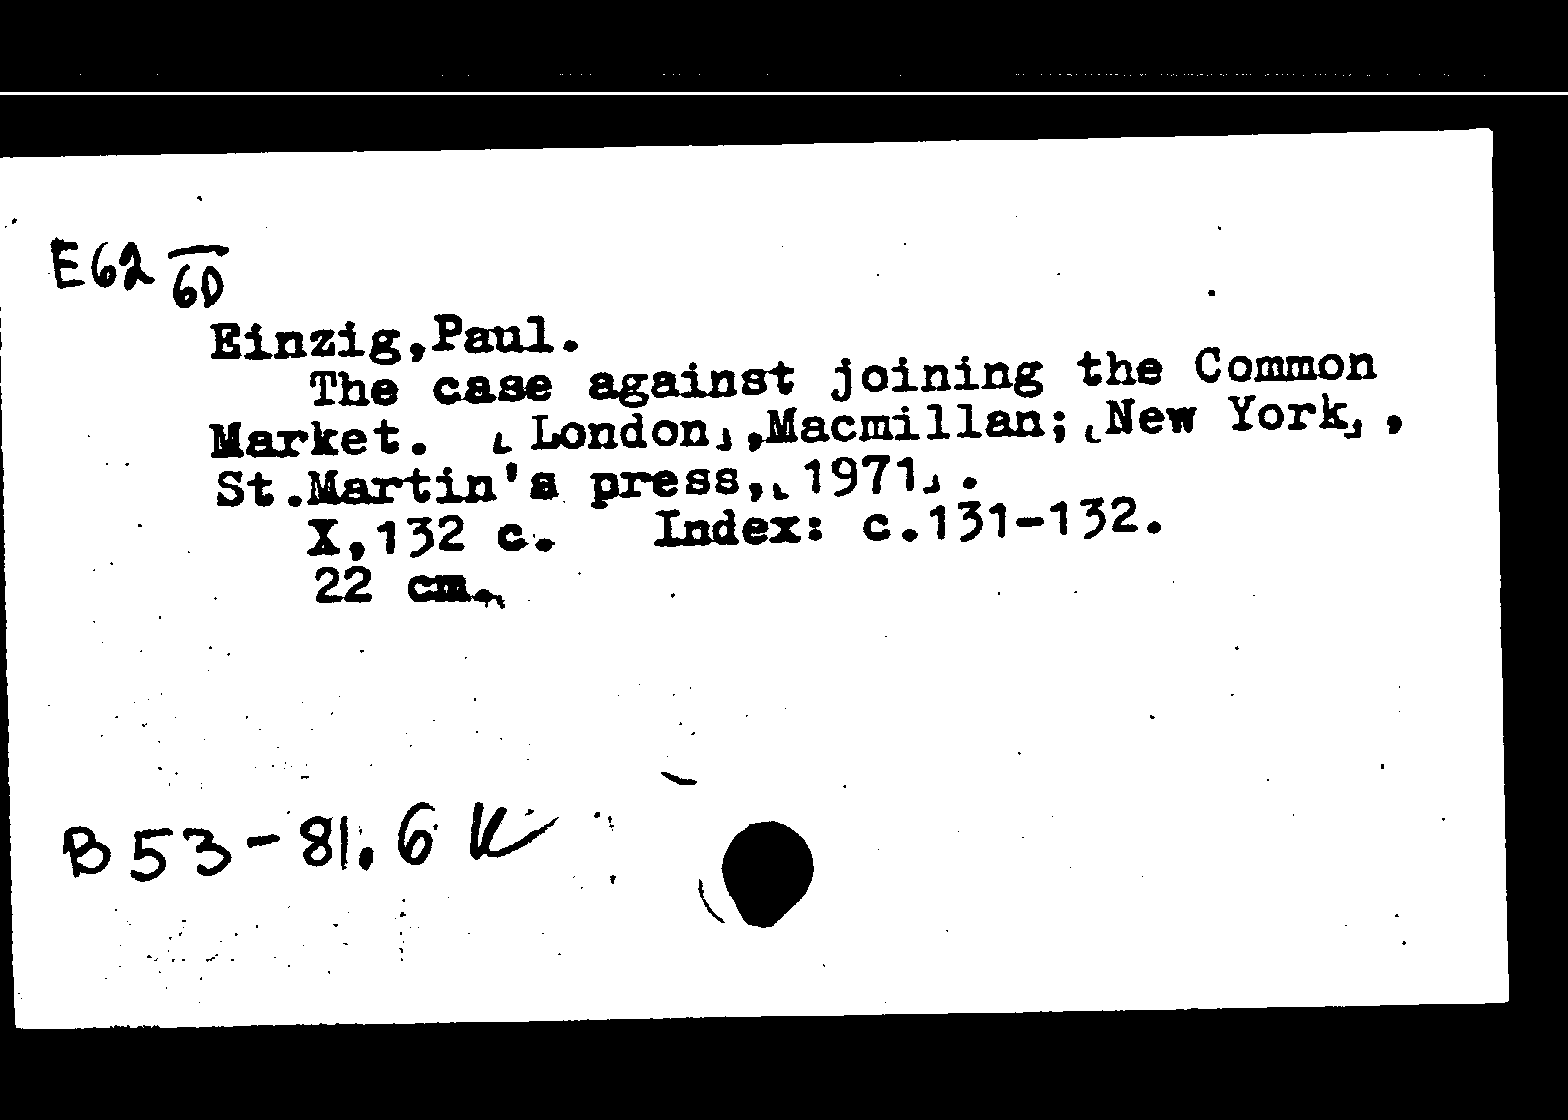 E62 60
Einzig,Paul.
The case against joining the Common
Market. [London],Macmillan;[New York],
St.Martin's press,[1971].
X,132 c. Index: c.131-132.
22 cm.
B53-81.6 K